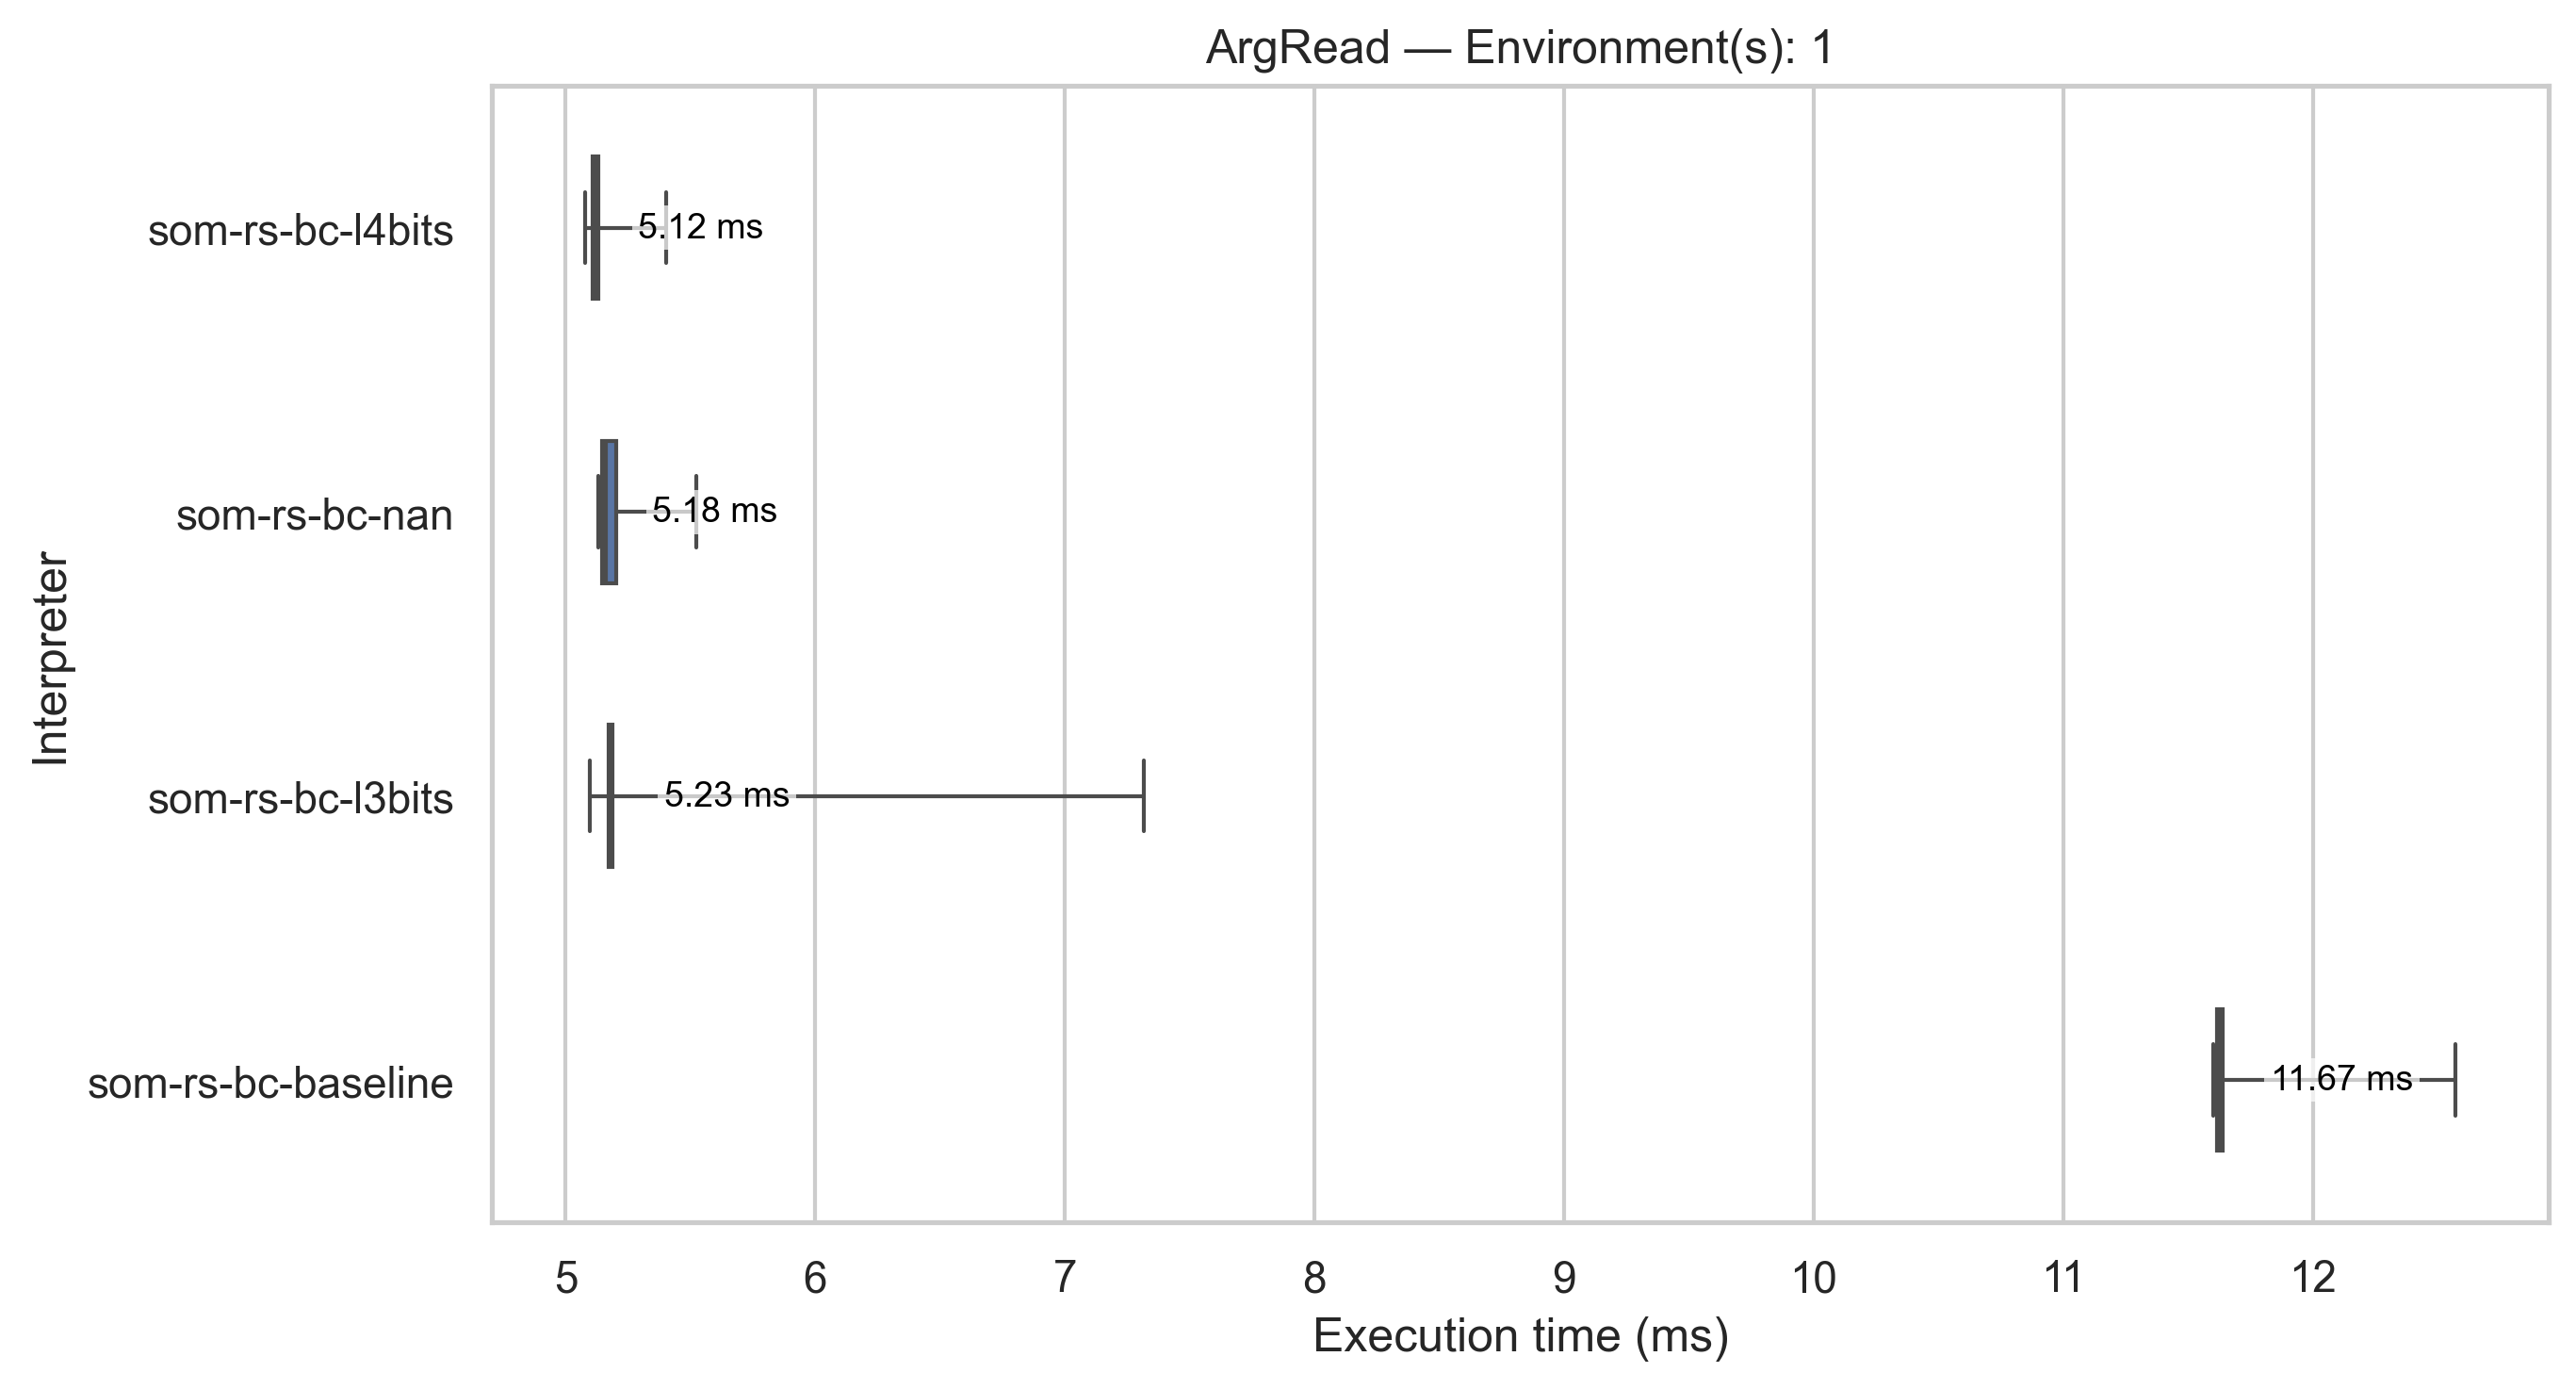 ArgRead — Environment(s): 1
Interpreter
som-rs-bc-l4bits
5.12 ms
som-rs-bc-nan
5.18 ms
som-rs-bc-l3bits
5.23 ms
som-rs-bc-baseline
11.67 ms
5 6 7 8 9 10 11 12
Execution time (ms)